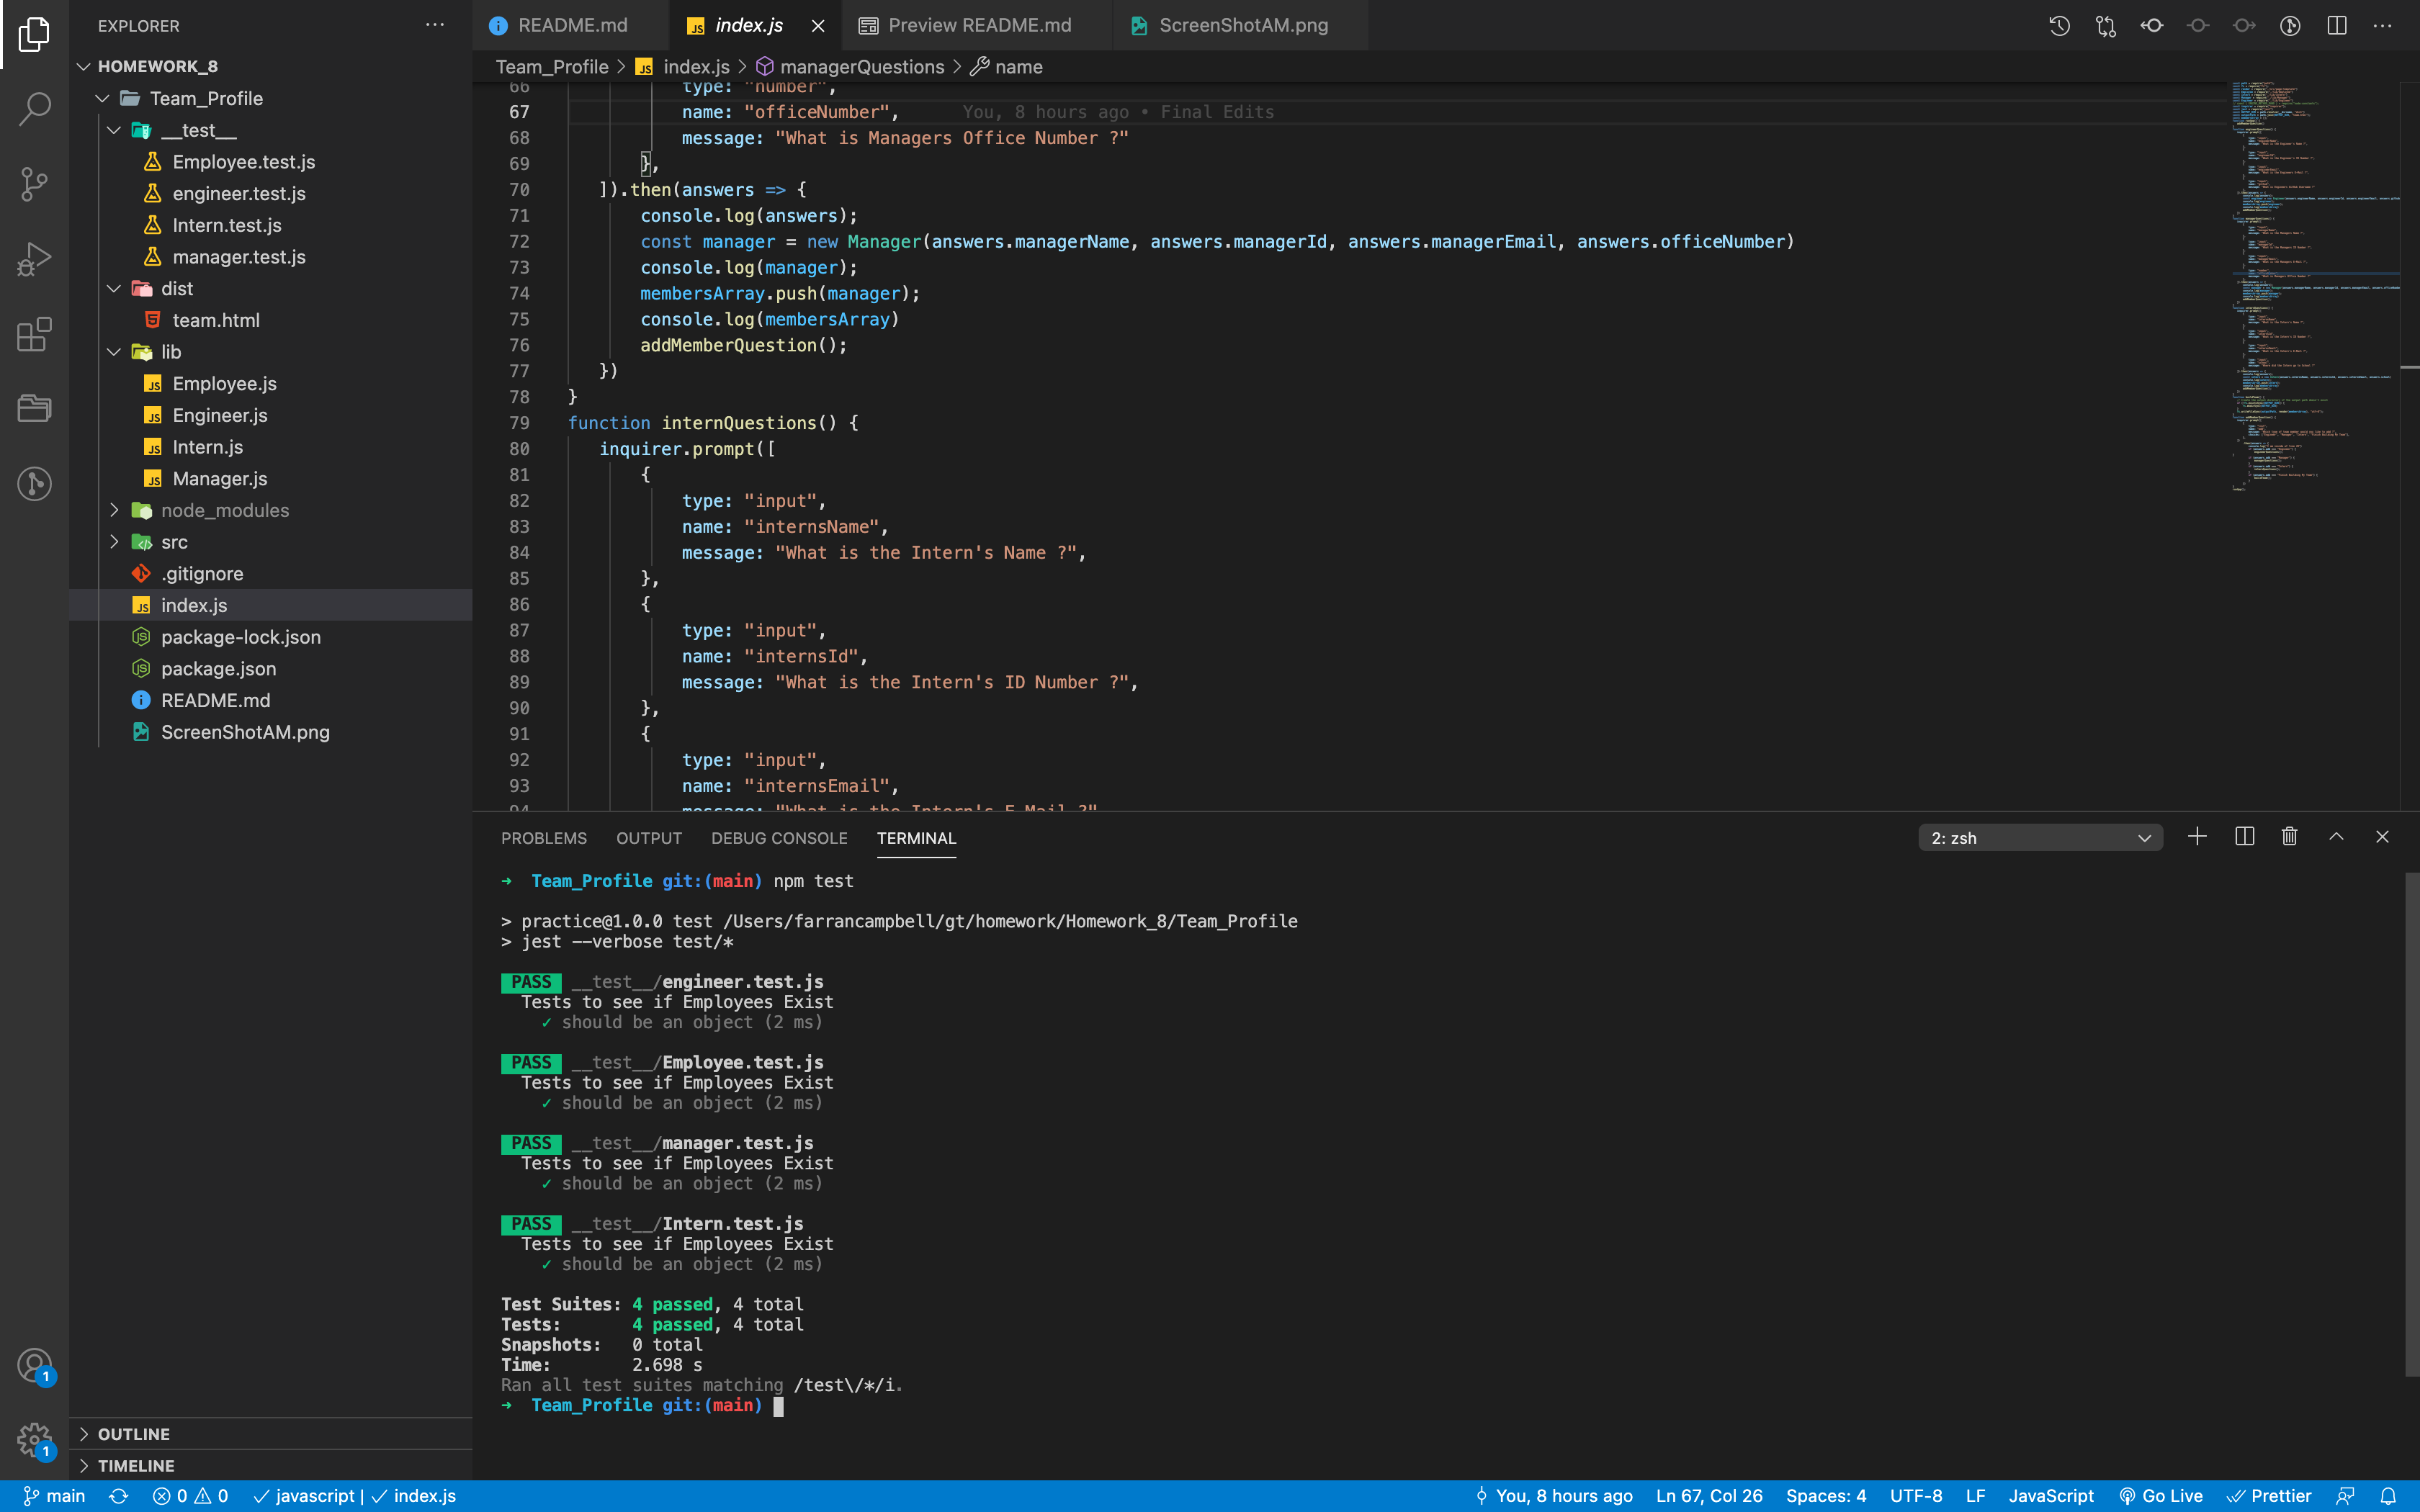 EXPLORER
HOMEWORK_8
Team_Profile
__test__
Employee.test.js
engineer.test.js
Intern.test.js
manager.test.js
dist
team.html
lib
Employee.js
Engineer.js
Intern.js
Manager.js
node_modules
src
.gitignore
index.js
package-lock.json
package.json
README.md
ScreenShotAM.png
OUTLINE
TIMELINE
README.md index.js Preview README.md ScreenShotAM.png
Team_Profile > index.js > managerQuestions > name
66 type: "number",
67 name: "officeNumber", You, 8 hours ago • Final Edits
68 message: "What is Managers Office Number ?"
69 },
70 ]).then(answers => {
71 console.log(answers);
72 const manager = new Manager(answers.managerName, answers.managerId, answers.managerEmail, answers.officeNumber)
73 console.log(manager);
74 membersArray.push(manager);
75 console.log(membersArray)
76 addMemberQuestion();
77 })
78 }
79 function internQuestions() {
80 inquirer.prompt([
81 {
82 type: "input",
83 name: "internsName",
84 message: "What is the Intern's Name ?",
85 },
86 {
87 type: "input",
88 name: "internsId",
89 message: "What is the Intern's ID Number ?",
90 },
91 {
92 type: "input",
93 name: "internsEmail",
94 message: "What is the Intern's E-Mail ?"
PROBLEMS OUTPUT DEBUG CONSOLE TERMINAL 2: zsh
→ Team_Profile git:(main) npm test
> practice@1.0.0 test /Users/farrancampbell/gt/homework/Homework_8/Team_Profile
> jest --verbose test/*
PASS __test__/engineer.test.js
Tests to see if Employees Exist
✓ should be an object (2 ms)
PASS __test__/Employee.test.js
Tests to see if Employees Exist
✓ should be an object (2 ms)
PASS __test__/manager.test.js
Tests to see if Employees Exist
✓ should be an object (2 ms)
PASS __test__/Intern.test.js
Tests to see if Employees Exist
✓ should be an object (2 ms)
Test Suites: 4 passed, 4 total
Tests: 4 passed, 4 total
Snapshots: 0 total
Time: 2.698 s
Ran all test suites matching /test\/*/i.
→ Team_Profile git:(main)
1
1
main 0 0 ✓ javascript | ✓ index.js You, 8 hours ago Ln 67, Col 26 Spaces: 4 UTF-8 LF JavaScript Go Live Prettier